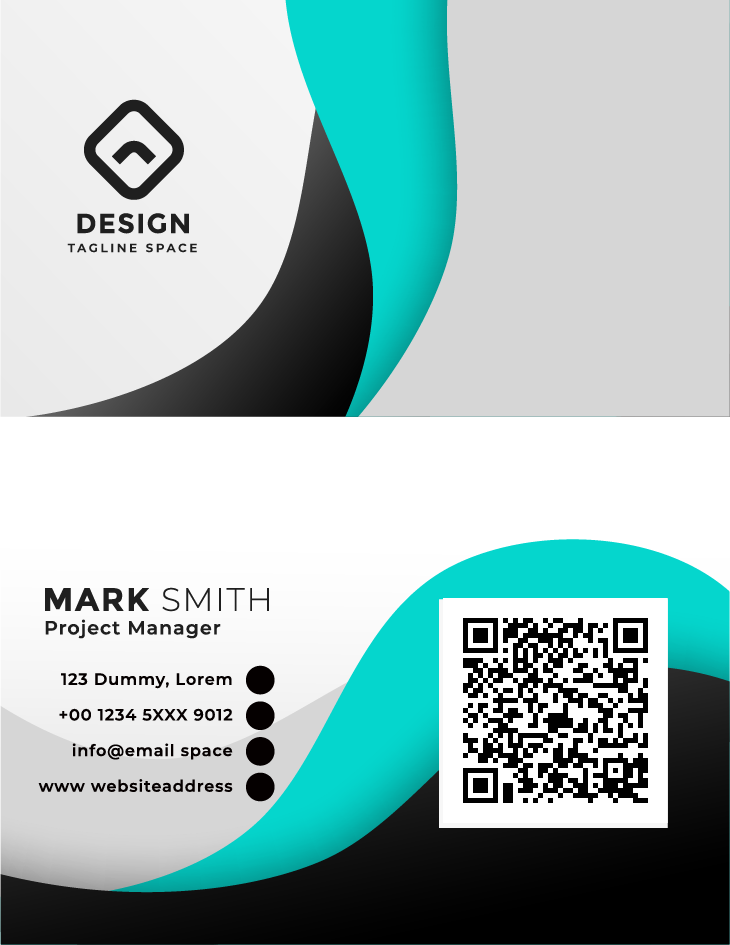 DESIGN
TAGLINE SPACE
MARK SMITH
Project Manager
123 Dummy, Lorem
+00 1234 5XXX 9012
info@email space
www websiteaddress